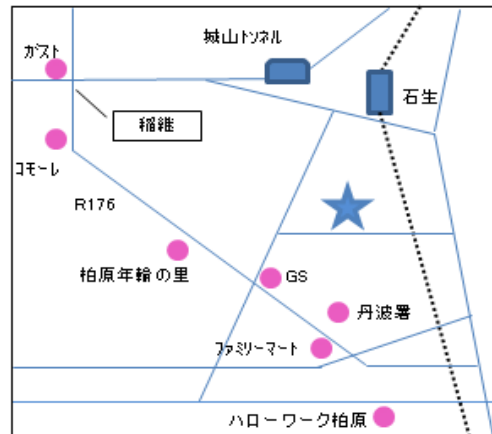 ガスト
城山トンネル
石生
稲継
コモーレ
R176
柏原年輪の里
GS
丹波署
ファミリーマート
ハローワーク柏原